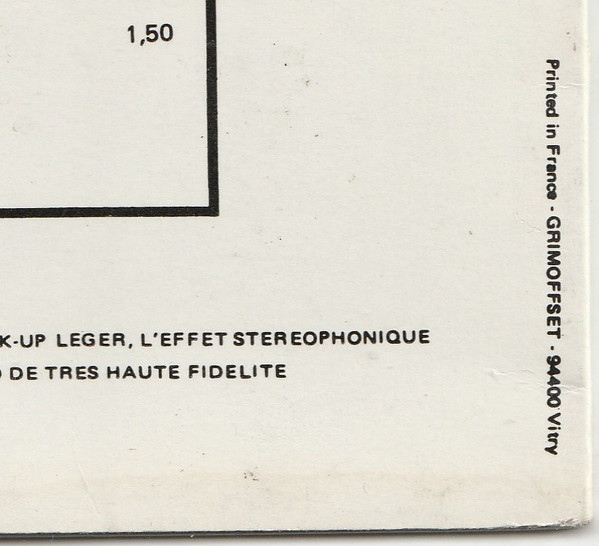 1,50
K-UP LEGER, L'EFFET STEREOPHONIQUE
DE TRES HAUTE FIDELITE
Printed in France - GRIMOFFSET - 94400 Vitry